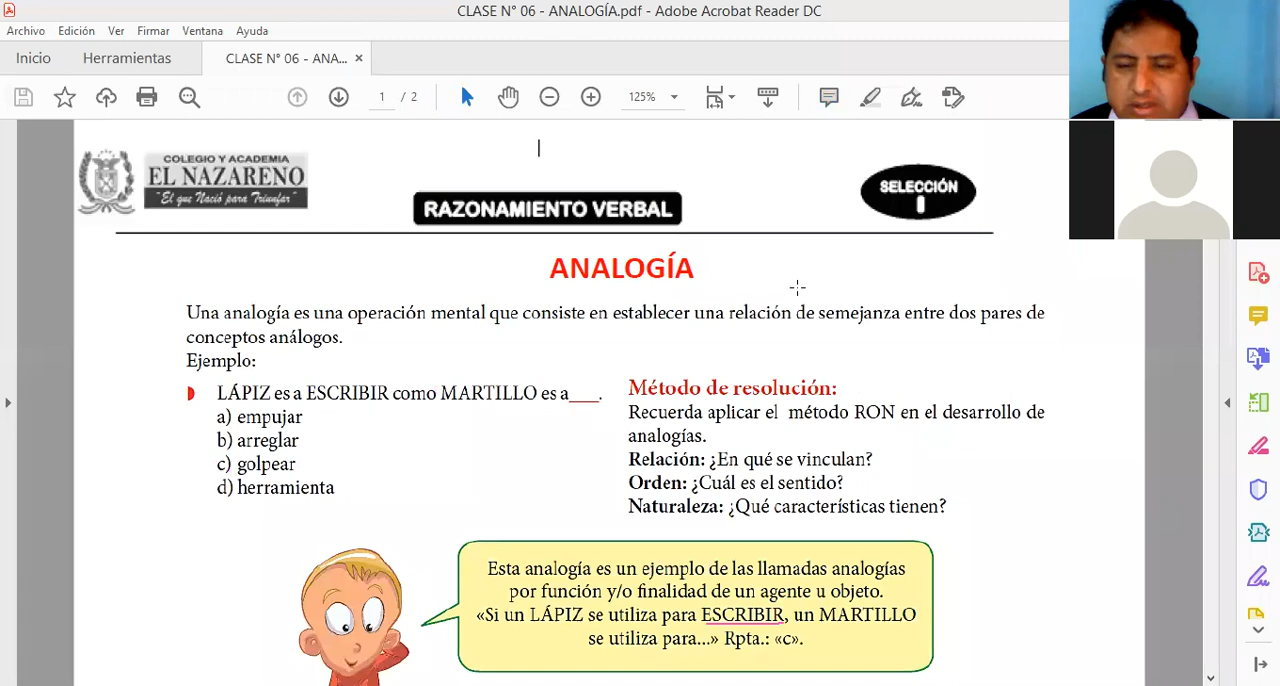 CLASE N° 06 - ANALOGÍA.pdf - Adobe Acrobat Reader DC
Archivo Edición Ver Firmar Ventana Ayuda
Inicio Herramientas CLASE N° 06 - ANA... ×
1 / 2 125%
COLEGIO Y ACADEMIA
EL NAZARENO
"El que Nació para Triunfar"
RAZONAMIENTO VERBAL
SELECCIÓN
I
ANALOGÍA
Una analogía es una operación mental que consiste en establecer una relación de semejanza entre dos pares de
conceptos análogos.
Ejemplo:
LÁPIZ es a ESCRIBIR como MARTILLO es a___.
a) empujar
b) arreglar
c) golpear
d) herramienta
Método de resolución:
Recuerda aplicar el método RON en el desarrollo de
analogías.
Relación: ¿En qué se vinculan?
Orden: ¿Cuál es el sentido?
Naturaleza: ¿Qué características tienen?
Esta analogía es un ejemplo de las llamadas analogías
por función y/o finalidad de un agente u objeto.
«Si un LÁPIZ se utiliza para ESCRIBIR, un MARTILLO
se utiliza para...» Rpta.: «c».